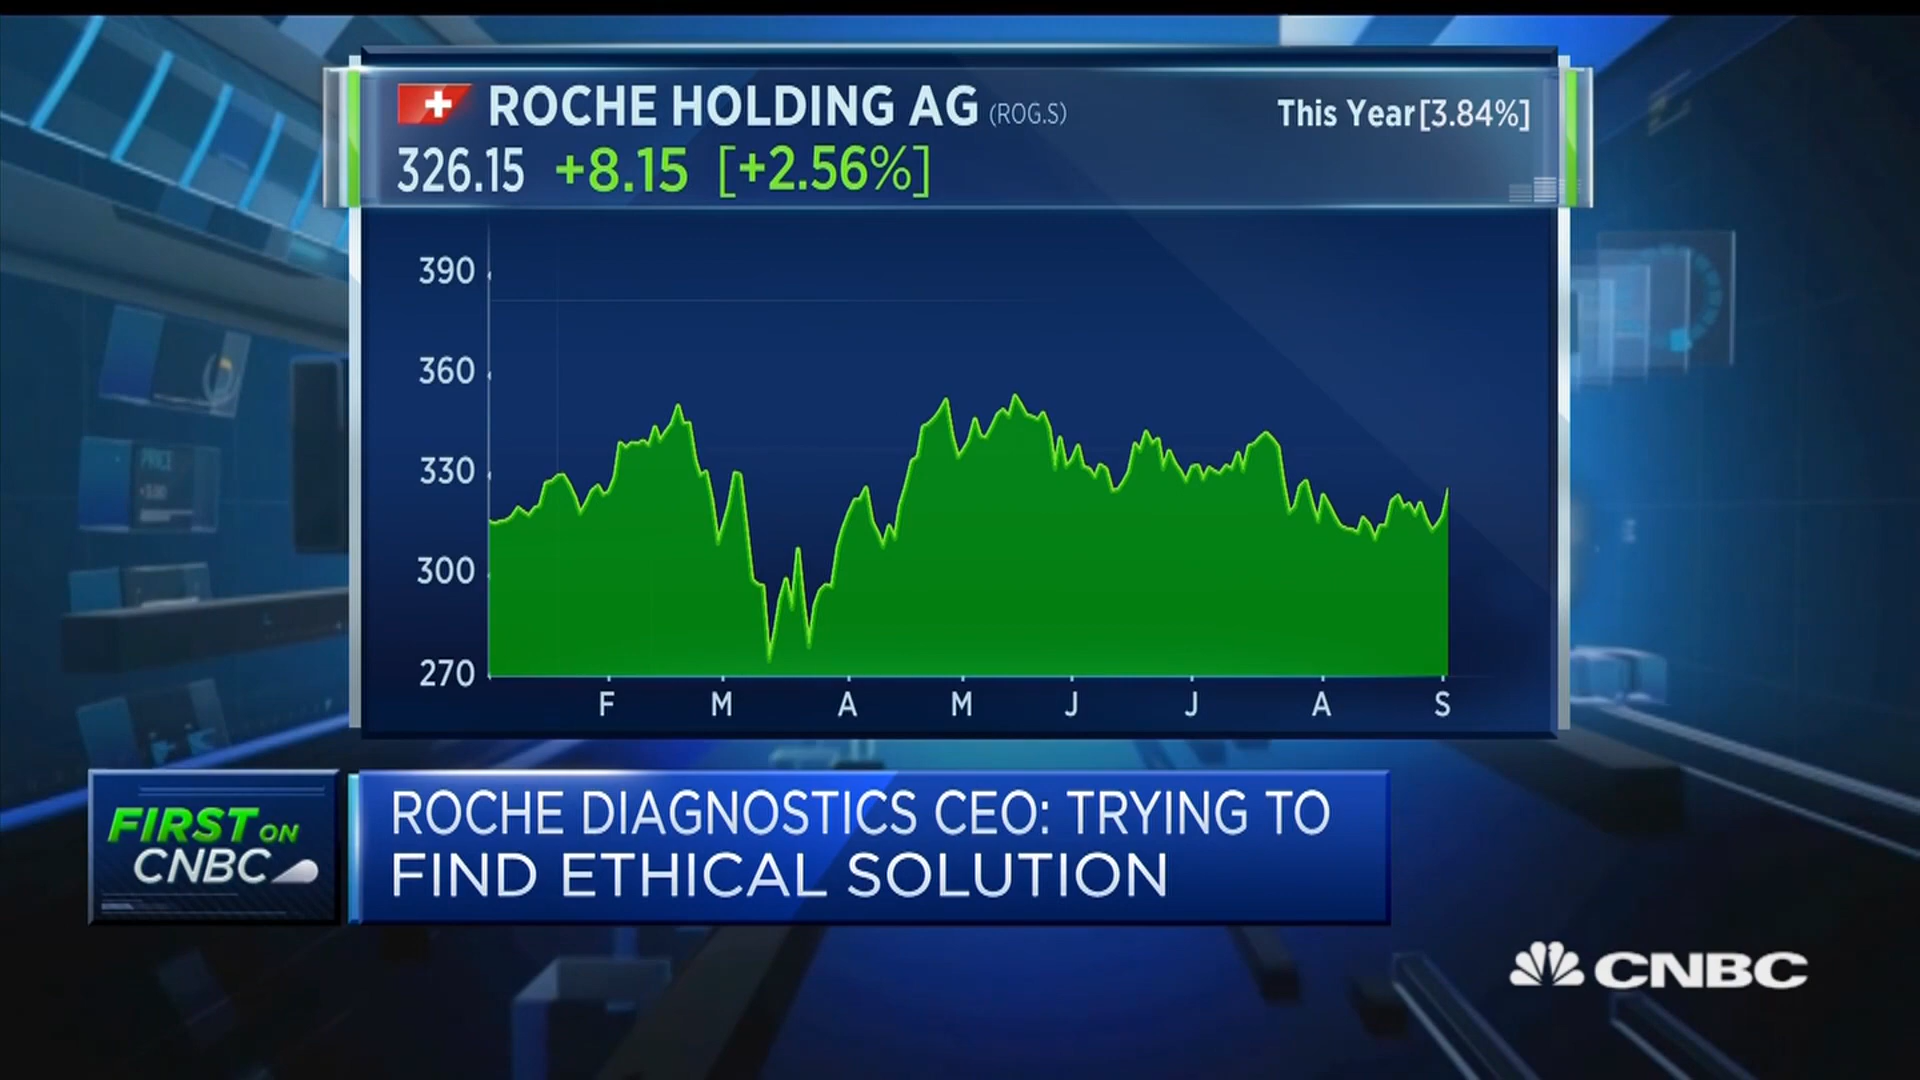 ROCHE HOLDING AG (ROG.S) This Year [3.84%]
326.15 +8.15 [+2.56%]
390
360
330
300
270
F M A M J J A S
FIRST ON
CNBC
ROCHE DIAGNOSTICS CEO: TRYING TO
FIND ETHICAL SOLUTION
CNBC
PRICE